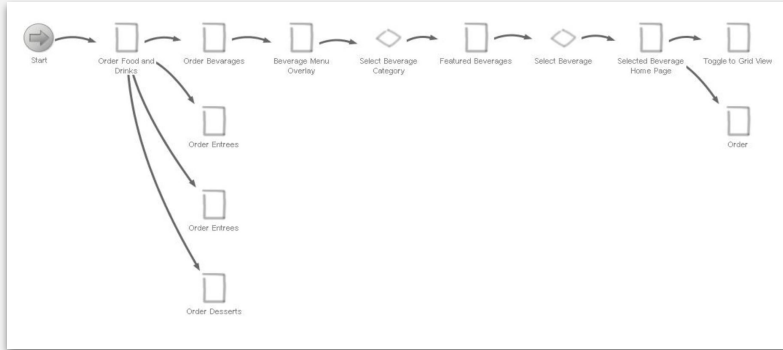 Start
Order Food and
Drinks
Order Bevarages
Beverage Menu
Overlay
Select Beverage
Category
Featured Beverages
Select Beverage
Selected Beverage
Home Page
Toggle to Grid View
Order Entrees
Order
Order Entrees
Order Desserts